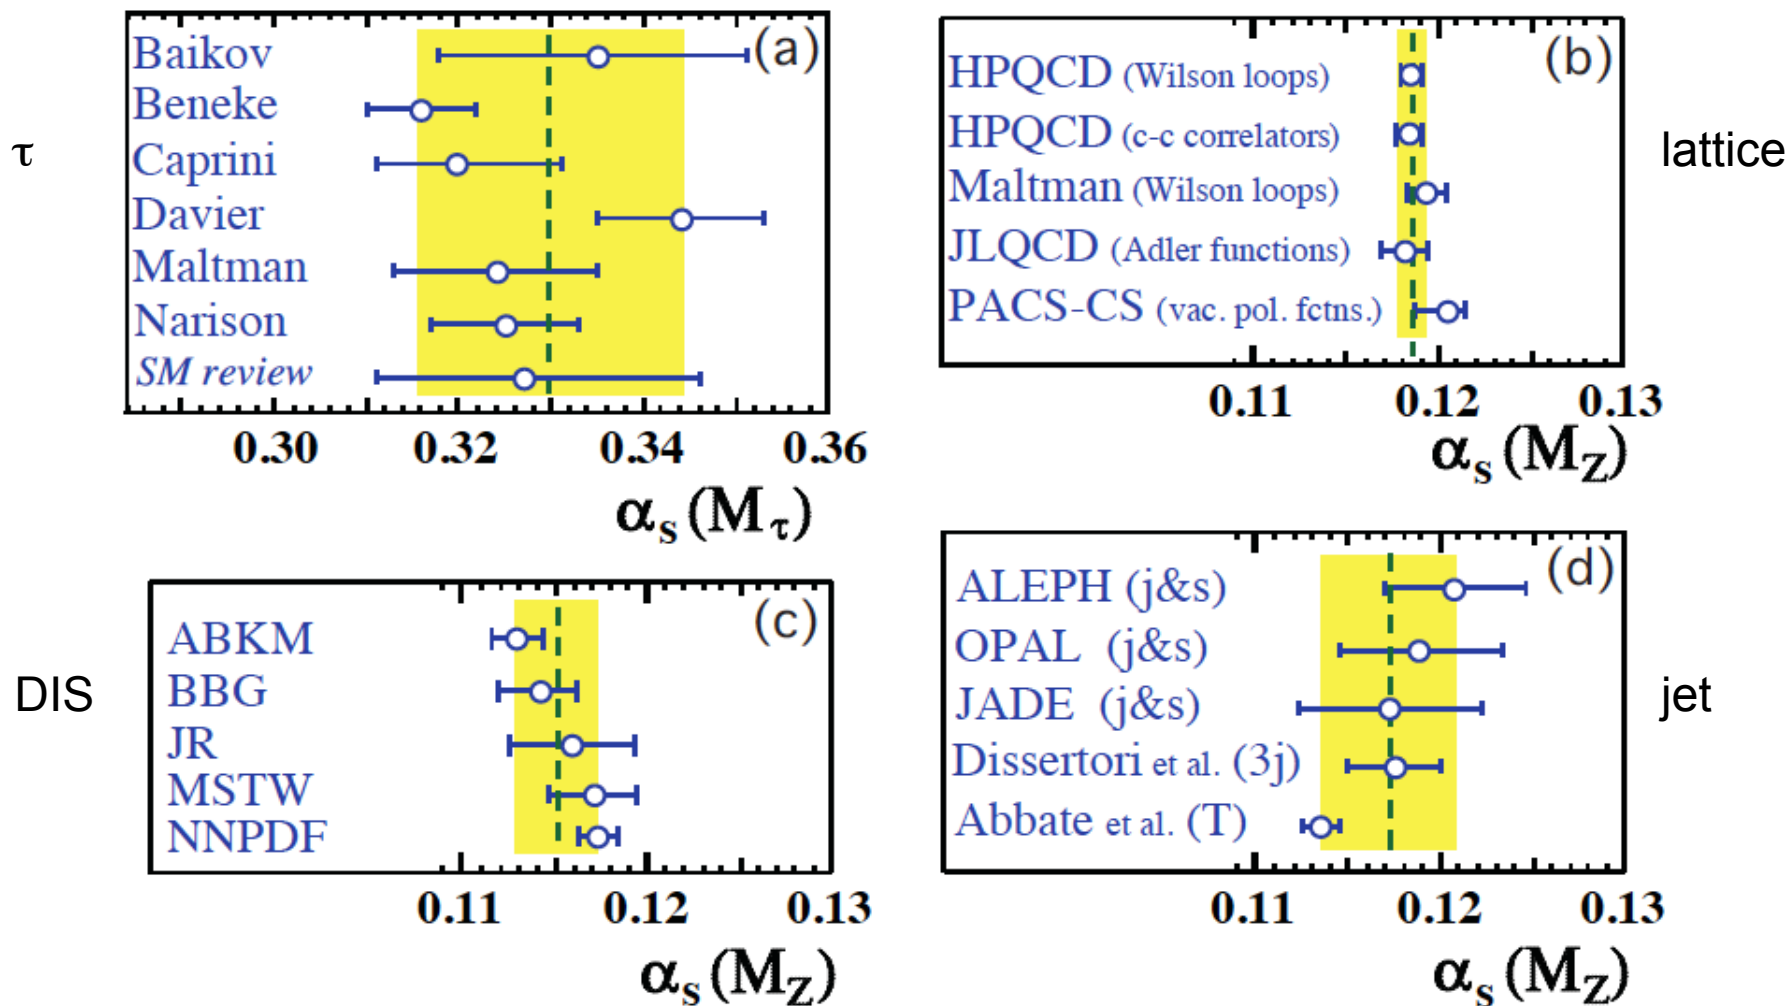 τ
(a)
Baikov
Beneke
Caprini
Davier
Maltman
Narison
SM review
0.30 0.32 0.34 0.36
αs(Mτ)
(b)
lattice
HPQCD (Wilson loops)
HPQCD (c-c correlators)
Maltman (Wilson loops)
JLQCD (Adler functions)
PACS-CS (vac. pol. fctns.)
0.11 0.12 0.13
αs(MZ)
DIS
(c)
ABKM
BBG
JR
MSTW
NNPDF
0.11 0.12 0.13
αs(MZ)
(d)
jet
ALEPH (j&s)
OPAL (j&s)
JADE (j&s)
Dissertori et al. (3j)
Abbate et al. (T)
0.11 0.12 0.13
αs(MZ)